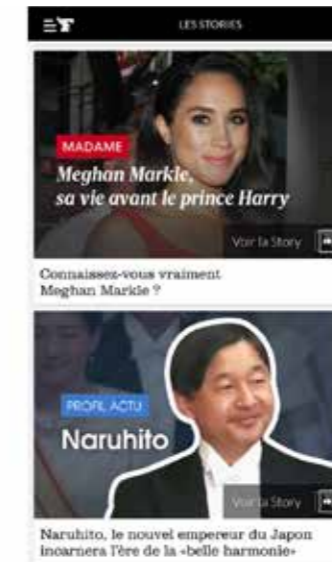 LES STORIES
MADAME
Meghan Markle,
sa vie avant le prince Harry
Voir la Story
Connaissez-vous vraiment
Meghan Markle ?
PROFIL ACTU
Naruhito
Voir la Story
Naruhito, le nouvel empereur du Japon
incarnera l'ère de la «belle harmonie»